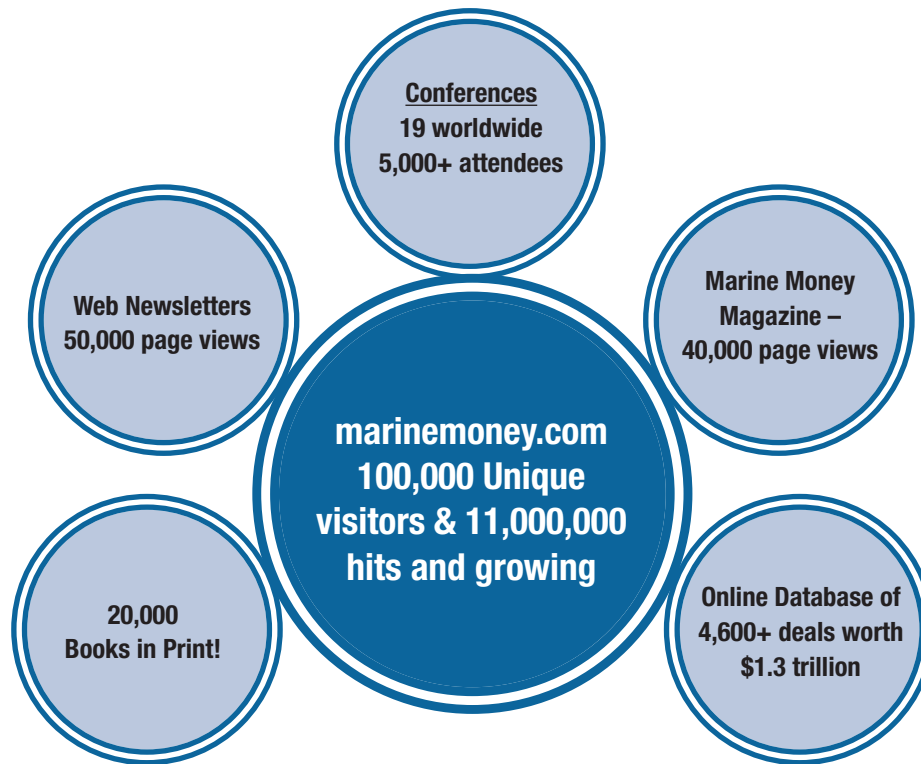 Conferences
19 worldwide
5,000+ attendees
Web Newsletters
50,000 page views
Marine Money
Magazine –
40,000 page views
marinemoney.com
100,000 Unique
visitors & 11,000,000
hits and growing
20,000
Books in Print!
Online Database of
4,600+ deals worth
$1.3 trillion